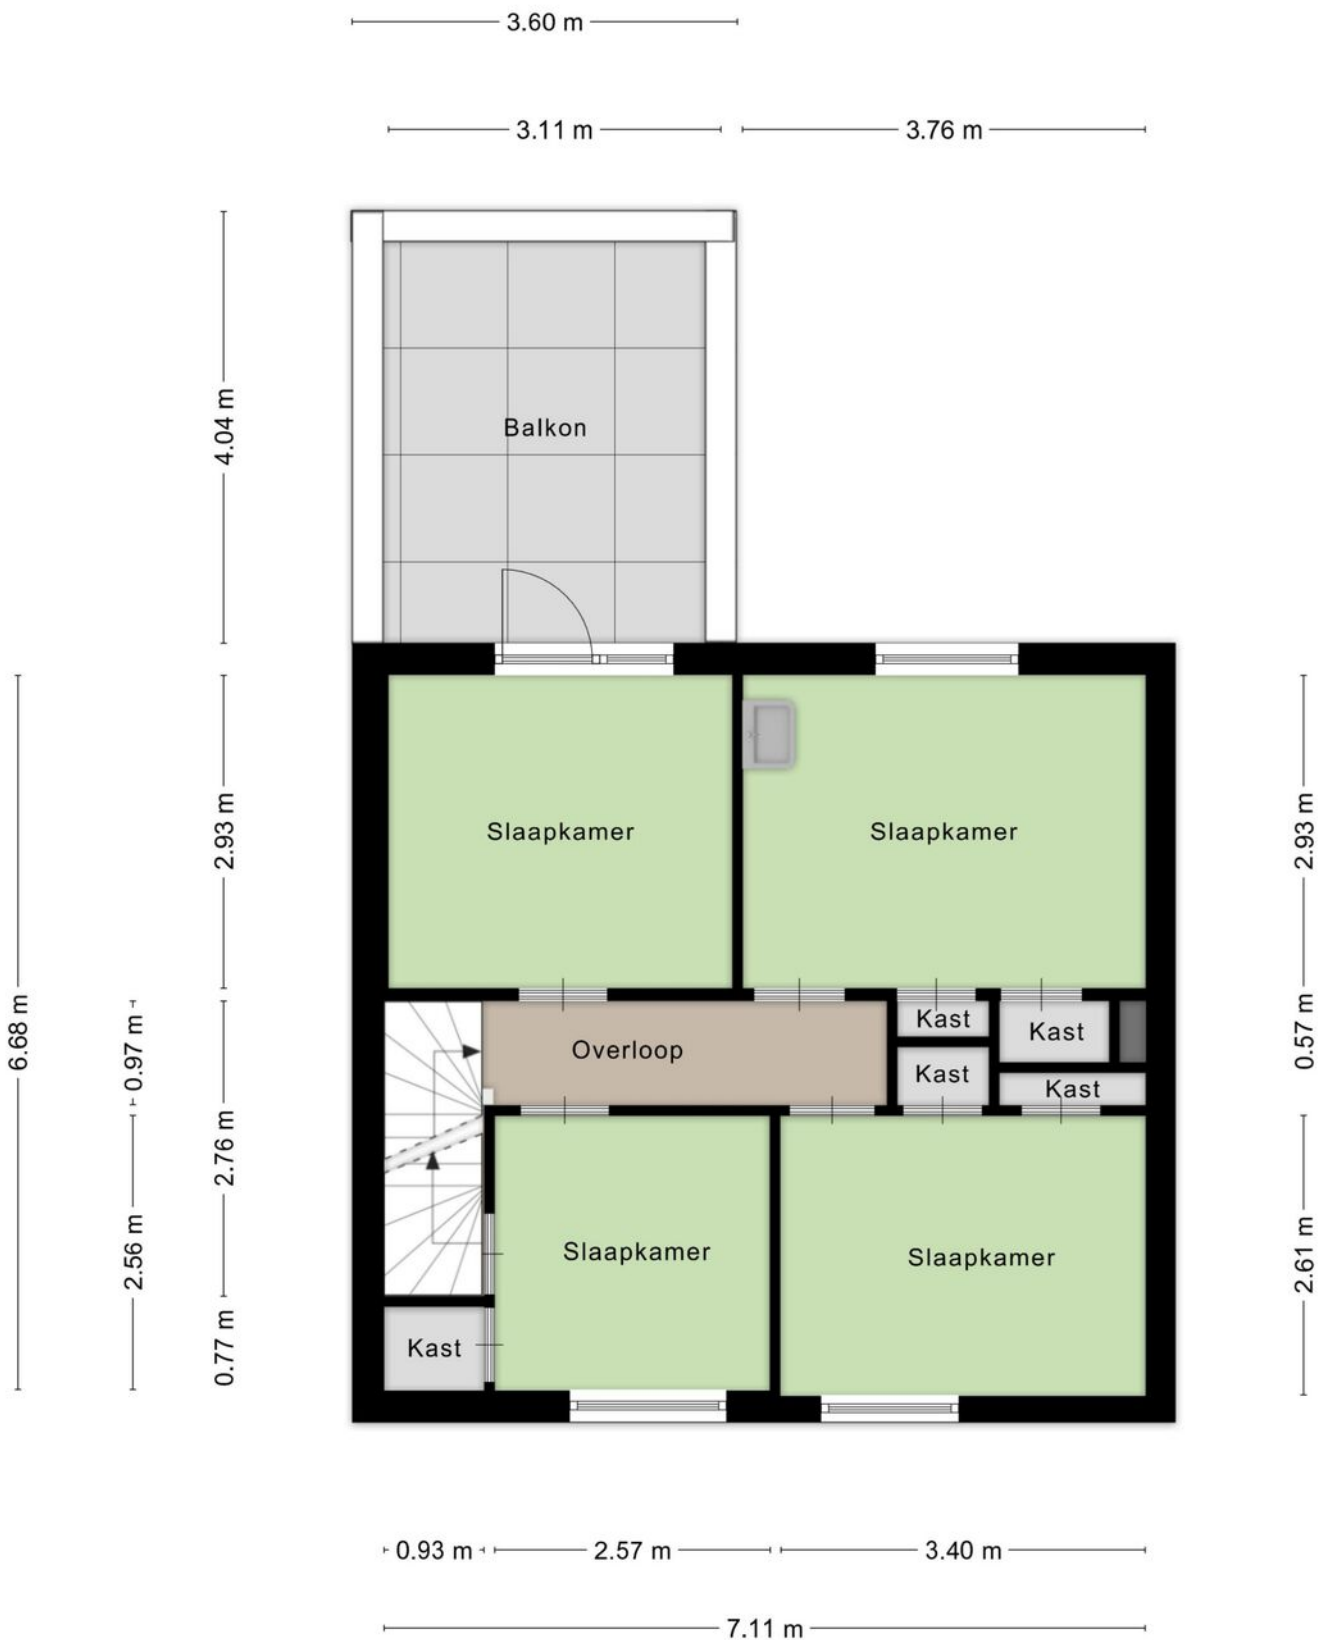 3.60 m
3.11 m
3.76 m
4.04 m
Balkon
2.93 m
Slaapkamer
Slaapkamer
2.93 m
6.68 m
0.97 m
Overloop
Kast
Kast
0.57 m
Kast
Kast
2.76 m
2.56 m
Slaapkamer
Slaapkamer
2.61 m
0.77 m
Kast
0.93 m
2.57 m
3.40 m
7.11 m